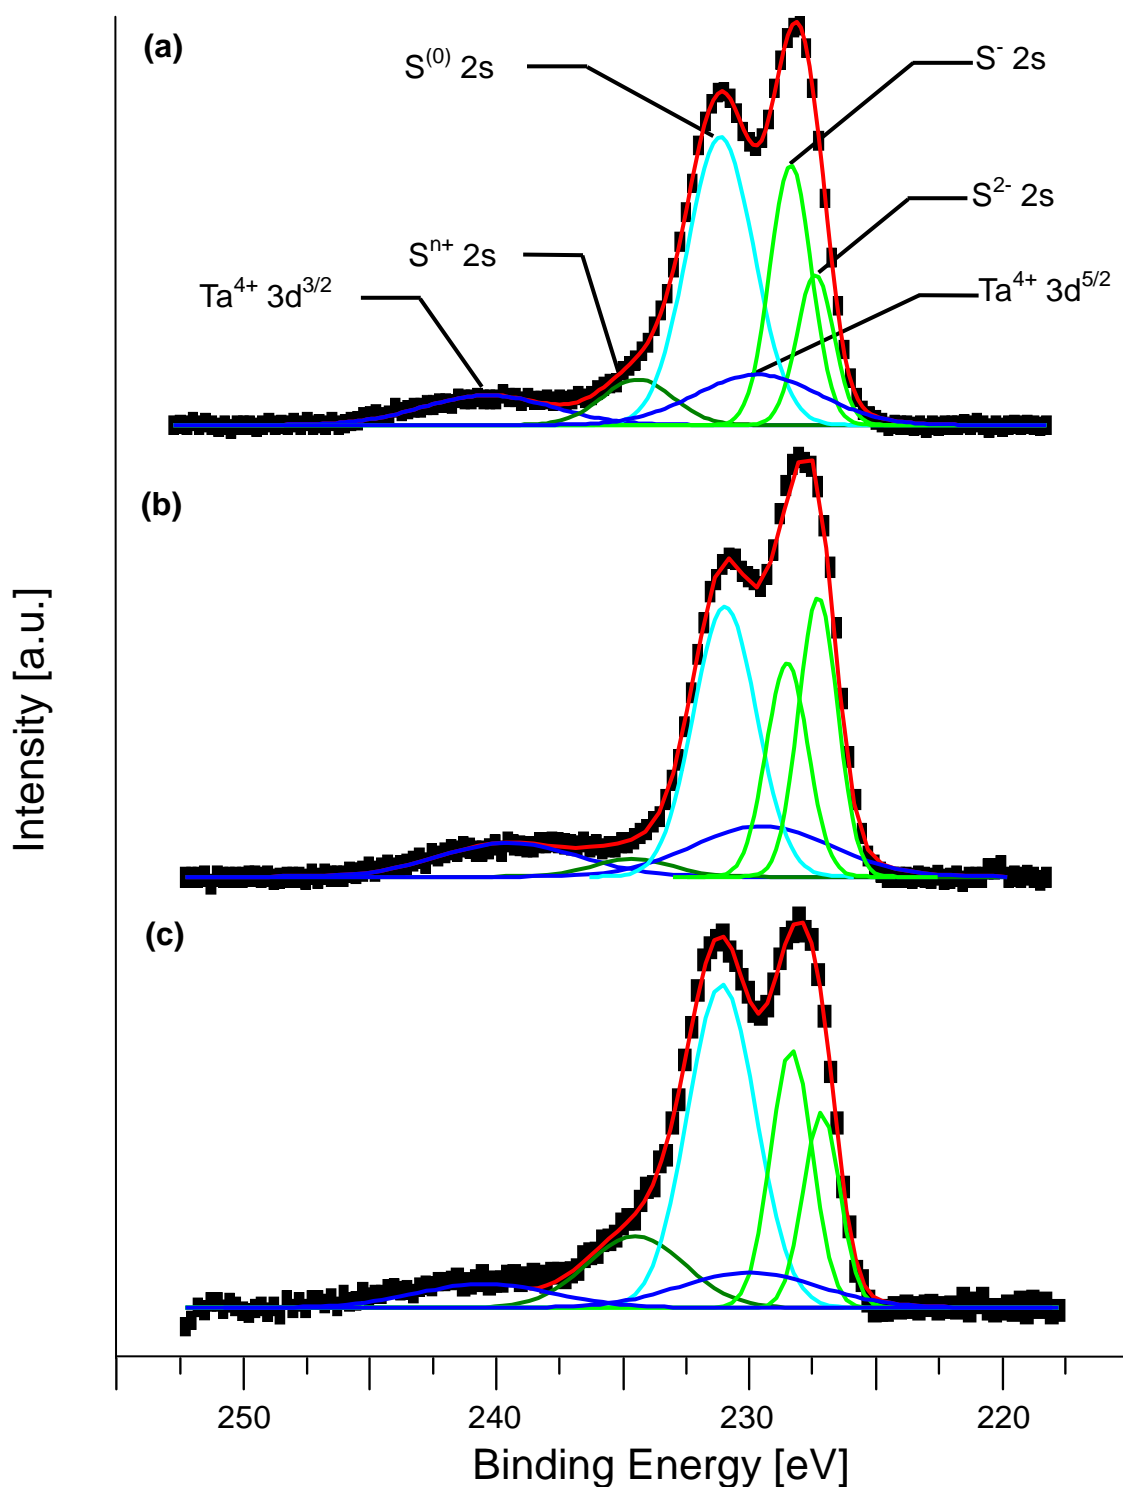 (a)
S(0) 2s
S- 2s
S2- 2s
Sn+ 2s
Ta4+ 3d3/2
Ta4+ 3d5/2
(b)
(c)
Intensity [a.u.]
250 240 230 220
Binding Energy [eV]